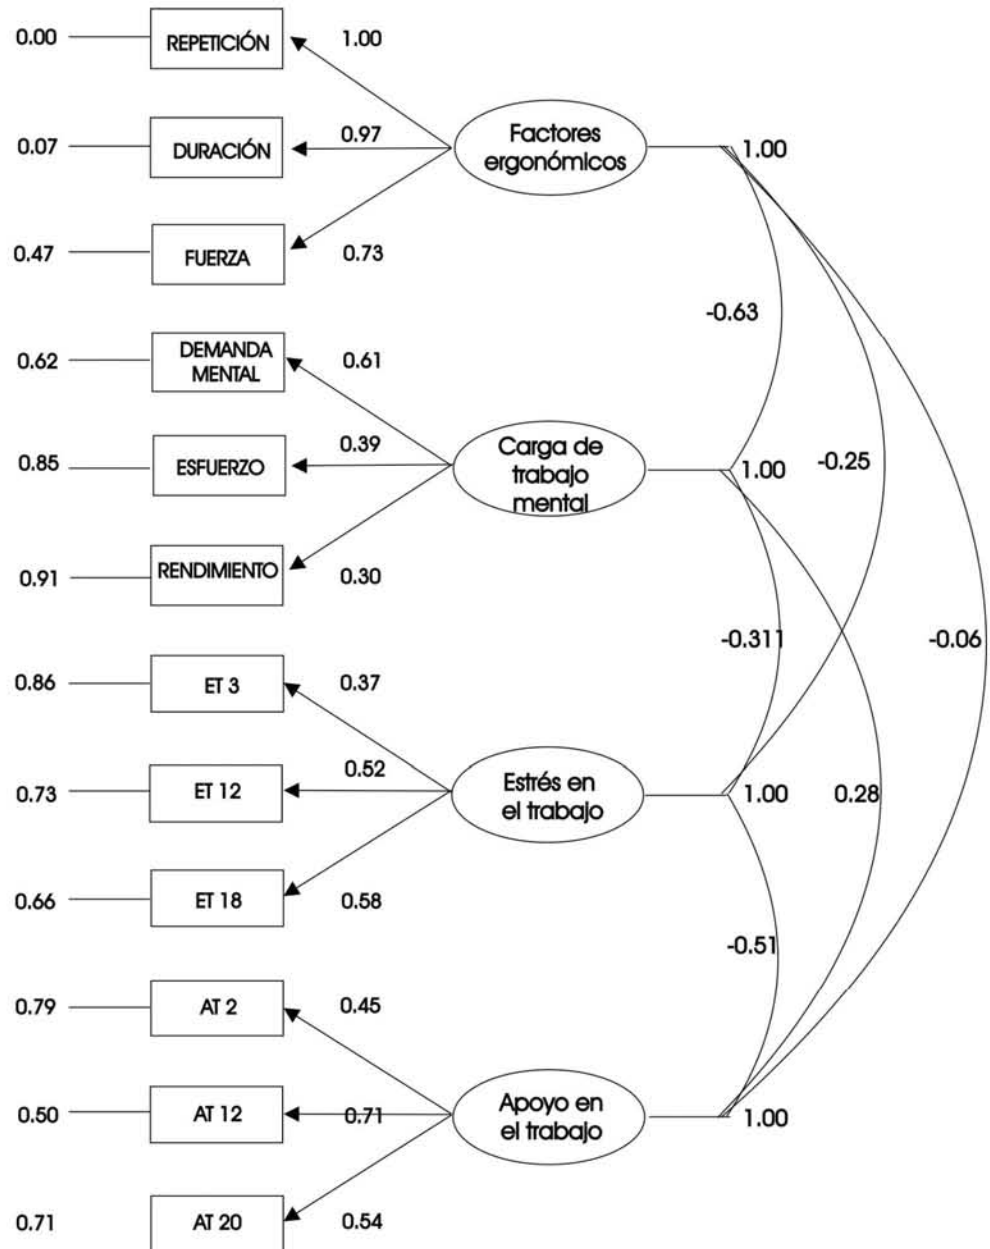 0.00
REPETICIÓN
1.00
Factores
ergonómicos
1.00
0.07
DURACIÓN
0.97
0.47
FUERZA
0.73
-0.63
0.62
DEMANDA
MENTAL
0.61
0.85
ESFUERZO
0.39
Carga de
trabajo
mental
1.00
-0.25
0.91
RENDIMIENTO
0.30
-0.311
-0.06
0.86
ET 3
0.37
0.73
ET 12
0.52
Estrés en
el trabajo
1.00
0.28
0.66
ET 18
0.58
-0.51
0.79
AT 2
0.45
0.50
AT 12
0.71
Apoyo en
el trabajo
1.00
0.71
AT 20
0.54